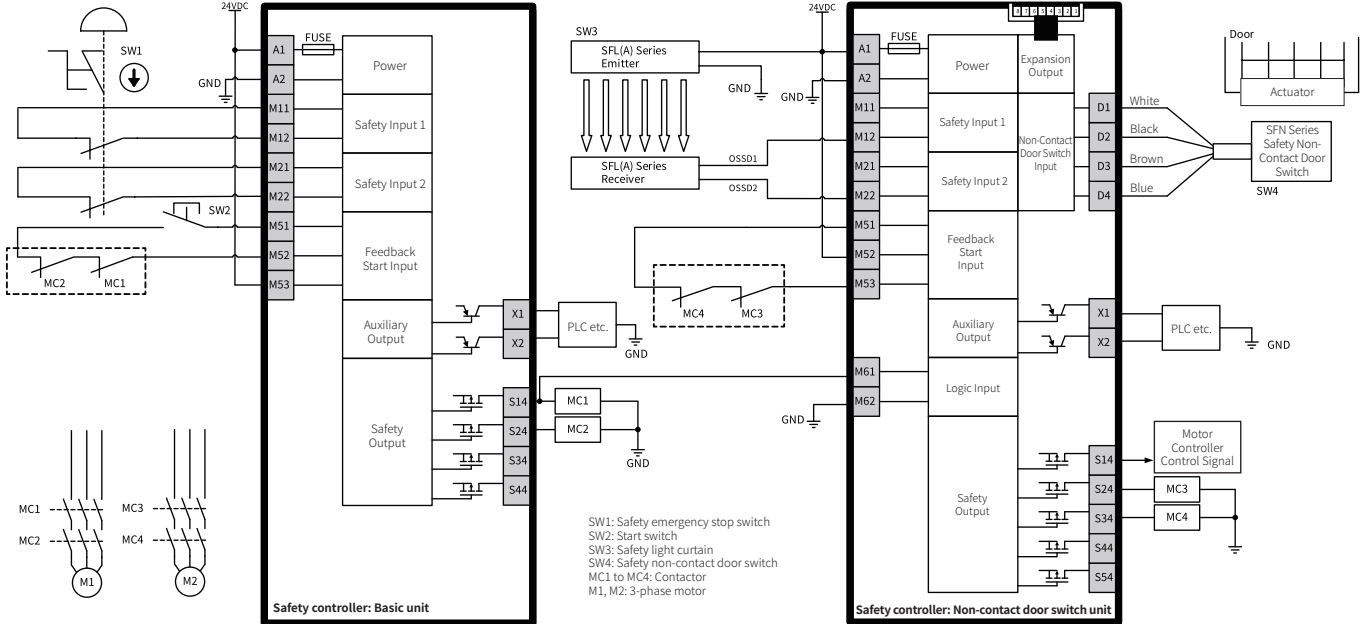 24VDC
SW1
GND
A1
A2
M11
M12
M21
M22
M51
M52
M53
FUSE
Power
Safety Input 1
Safety Input 2
Feedback
Start Input
Auxiliary
Output
Safety
Output
SW2
MC2
MC1
X1
X2
PLC etc.
GND
S14
S24
S34
S44
MC1
MC2
GND
MC1
MC2
M1
MC3
MC4
M2
Safety controller: Basic unit
SW3
SFL(A) Series
Emitter
GND
SFL(A) Series
Receiver
OSSD1
OSSD2
MC4
MC3
GND
SW1: Safety emergency stop switch
SW2: Start switch
SW3: Safety light curtain
SW4: Safety non-contact door switch
MC1 to MC4: Contactor
M1, M2: 3-phase motor
24VDC
GND
8 7 6 5 4 3 2 1
A1
A2
M11
M12
M21
M22
M51
M52
M53
M61
M62
FUSE
Power
Expansion
Output
Safety Input 1
Safety Input 2
Non-Contact
Door Switch
Input
Feedback
Start
Input
Auxiliary
Output
Logic Input
Safety
Output
D1
D2
D3
D4
White
Black
Brown
Blue
Door
Actuator
SFN Series
Safety Non-
Contact Door
Switch
SW4
X1
X2
PLC etc.
GND
S14
S24
S34
S44
S54
Motor
Controller
Control Signal
MC3
MC4
Safety controller: Non-contact door switch unit